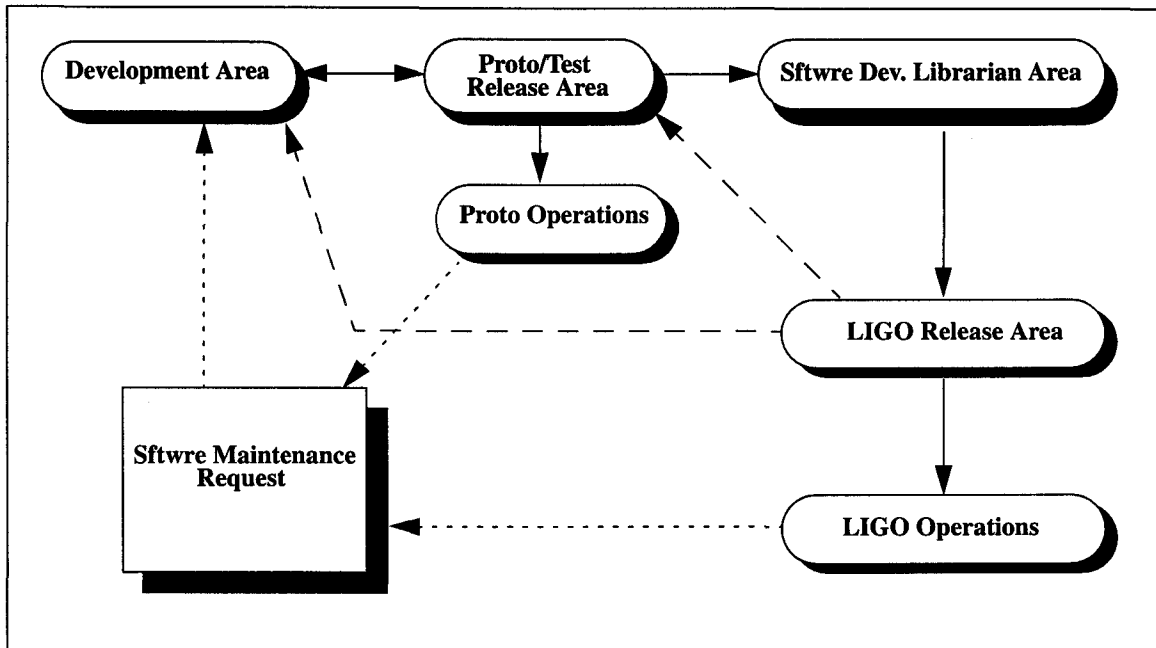 Development Area
Proto/Test
Release Area
Sftwre Dev. Librarian Area
Proto Operations
LIGO Release Area
Sftwre Maintenance
Request
LIGO Operations